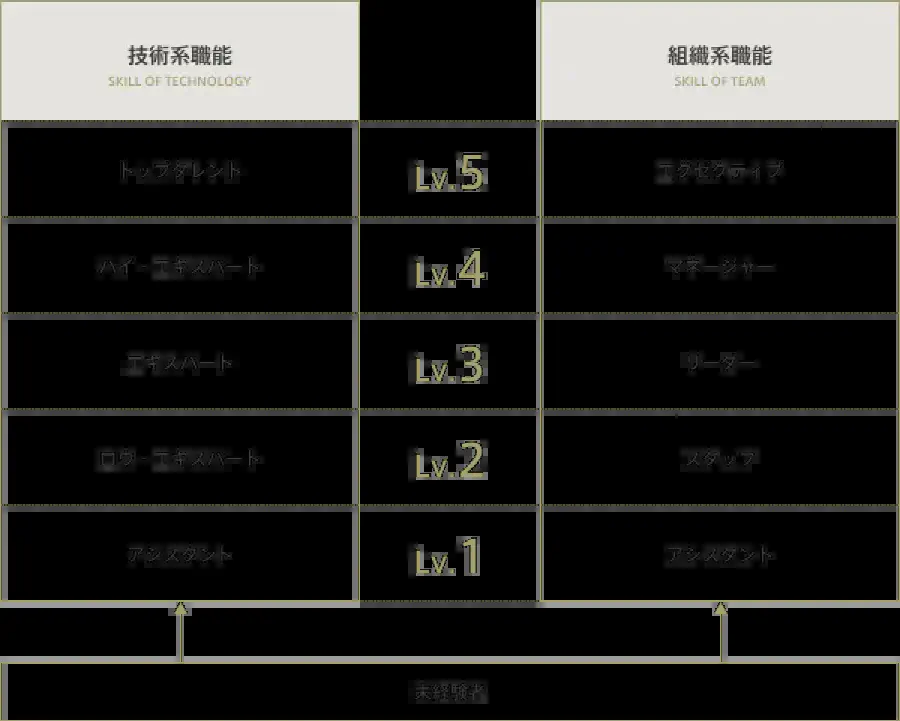 技術系職能
SKILL OF TECHNOLOGY
組織系職能
SKILL OF TEAM
トップタレント
Lv.5
エグゼクティブ
ハイ－エキスパート
Lv.4
マネージャー
エキスパート
Lv.3
リーダー
ロウ－エキスパート
Lv.2
スタッフ
アシスタント
Lv.1
アシスタント
未経験者